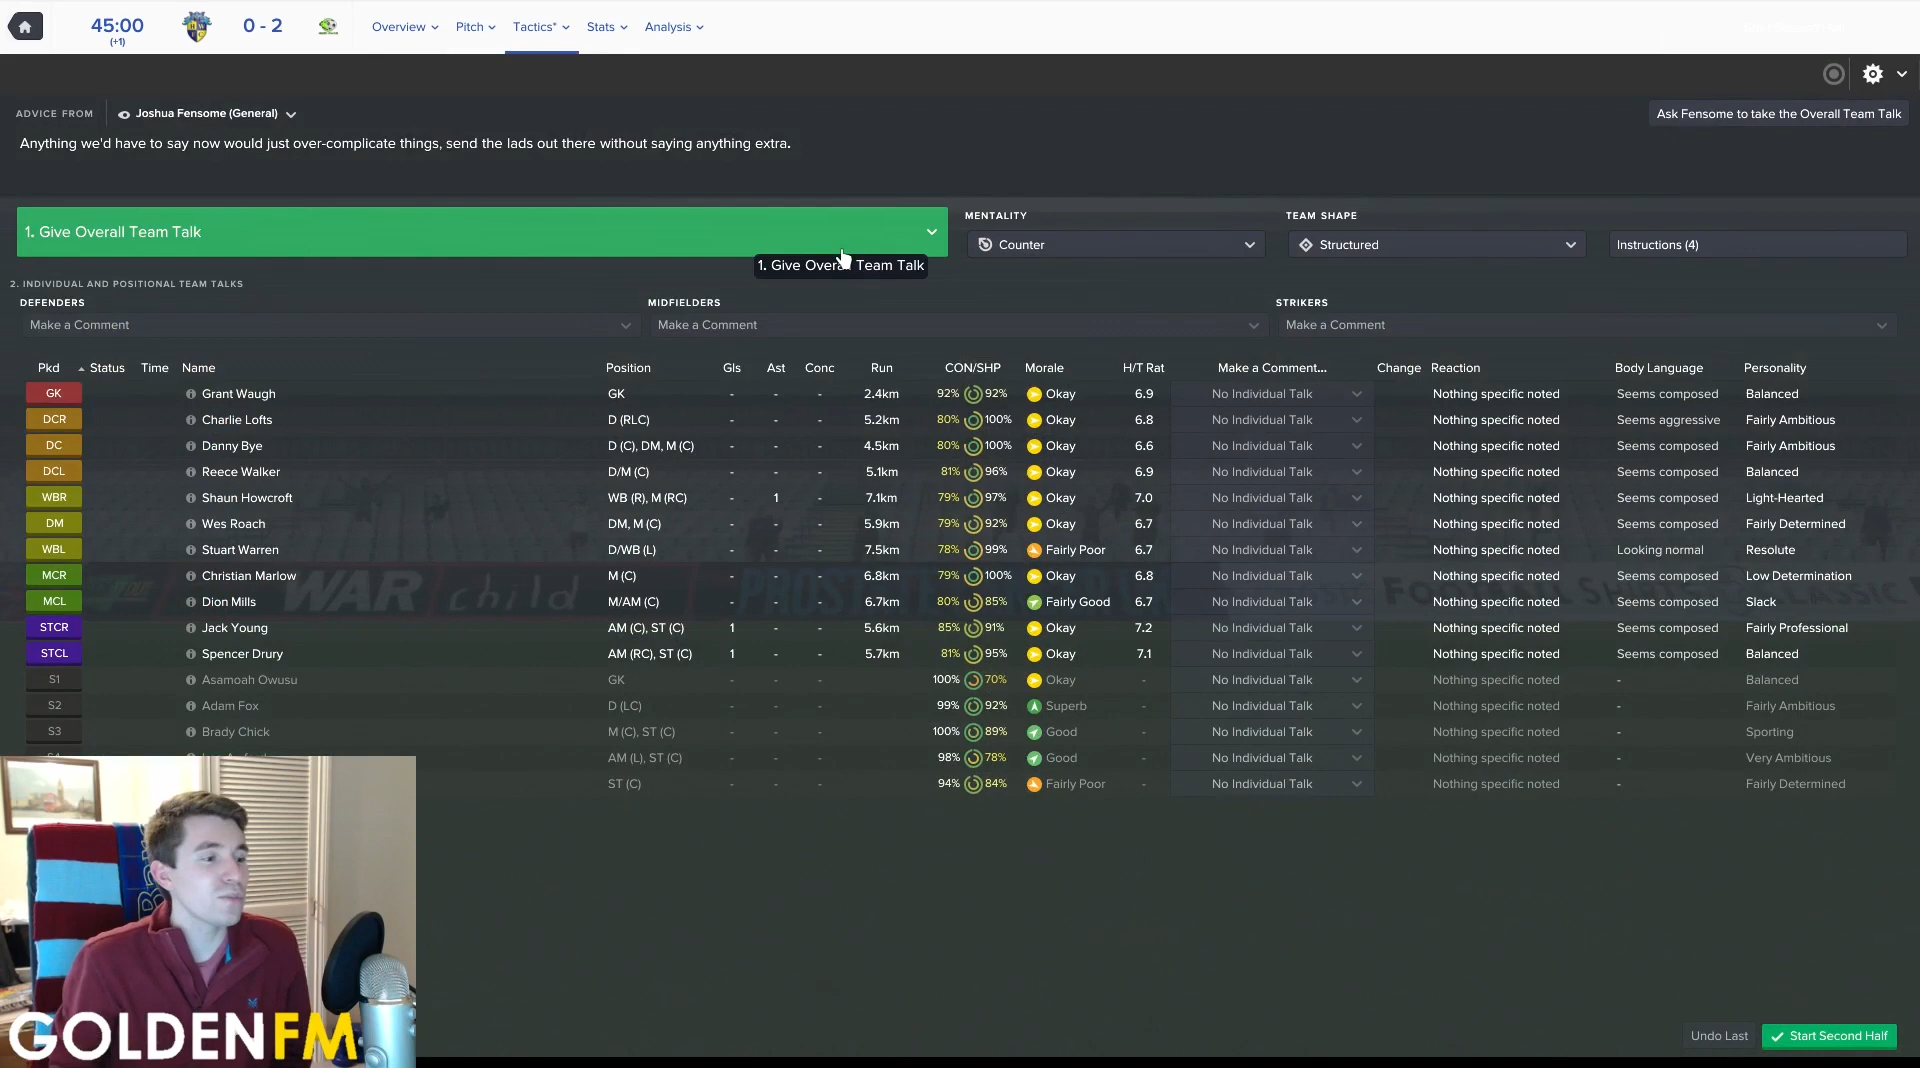 45:00
(+1)
0 - 2
Overview
Pitch
Tactics*
Stats
Analysis
ADVICE FROM
Joshua Fensome (General)
Ask Fensome to take the Overall Team Talk
Anything we'd have to say now would just over-complicate things, send the lads out there without saying anything extra.
1. Give Overall Team Talk
MENTALITY
Counter
TEAM SHAPE
Structured
Instructions (4)
1. Give Overall Team Talk
2. INDIVIDUAL AND POSITIONAL TEAM TALKS
DEFENDERS
Make a Comment
MIDFIELDERS
Make a Comment
STRIKERS
Make a Comment
Pkd Status Time Name Position Gls Ast Conc Run CON/SHP Morale H/T Rat Make a Comment... Change Reaction Body Language Personality
GK Grant Waugh GK - - - 2.4km 92% 92% Okay 6.9 No Individual Talk Nothing specific noted Seems composed Balanced
DCR Charlie Lofts D (RLC) - - - 5.2km 80% 100% Okay 6.8 No Individual Talk Nothing specific noted Seems aggressive Fairly Ambitious
DC Danny Bye D (C), DM, M (C) - - - 4.5km 80% 100% Okay 6.6 No Individual Talk Nothing specific noted Seems composed Fairly Ambitious
DCL Reece Walker D/M (C) - - - 5.1km 81% 96% Okay 6.9 No Individual Talk Nothing specific noted Seems composed Balanced
WBR Shaun Howcroft WB (R), M (RC) - 1 - 7.1km 79% 97% Okay 7.0 No Individual Talk Nothing specific noted Seems composed Light-Hearted
DM Wes Roach DM, M (C) - - - 5.9km 79% 92% Okay 6.7 No Individual Talk Nothing specific noted Seems composed Fairly Determined
WBL Stuart Warren D/WB (L) - - - 7.5km 78% 99% Fairly Poor 6.7 No Individual Talk Nothing specific noted Looking normal Resolute
MCR Christian Marlow M (C) - - - 6.8km 79% 100% Okay 6.8 No Individual Talk Nothing specific noted Seems composed Low Determination
MCL Dion Mills M/AM (C) - - - 6.7km 80% 85% Fairly Good 6.7 No Individual Talk Nothing specific noted Seems composed Slack
STCR Jack Young AM (C), ST (C) 1 - - 5.6km 85% 91% Okay 7.2 No Individual Talk Nothing specific noted Seems composed Fairly Professional
STCL Spencer Drury AM (RC), ST (C) 1 - - 5.7km 81% 95% Okay 7.1 No Individual Talk Nothing specific noted Seems composed Balanced
S1 Asamoah Owusu GK - - - 100% 70% Okay - No Individual Talk Nothing specific noted - Balanced
S2 Adam Fox D (LC) - - - 99% 92% Superb - No Individual Talk Nothing specific noted - Fairly Ambitious
S3 Brady Chick M (C), ST (C) - - - 100% 89% Good - No Individual Talk Nothing specific noted - Sporting
AM (L), ST (C) - - - 98% 78% Good - No Individual Talk Nothing specific noted - Very Ambitious
ST (C) - - - 94% 84% Fairly Poor - No Individual Talk Nothing specific noted - Fairly Determined
WAR child
GOLDENFM
Undo Last
Start Second Half